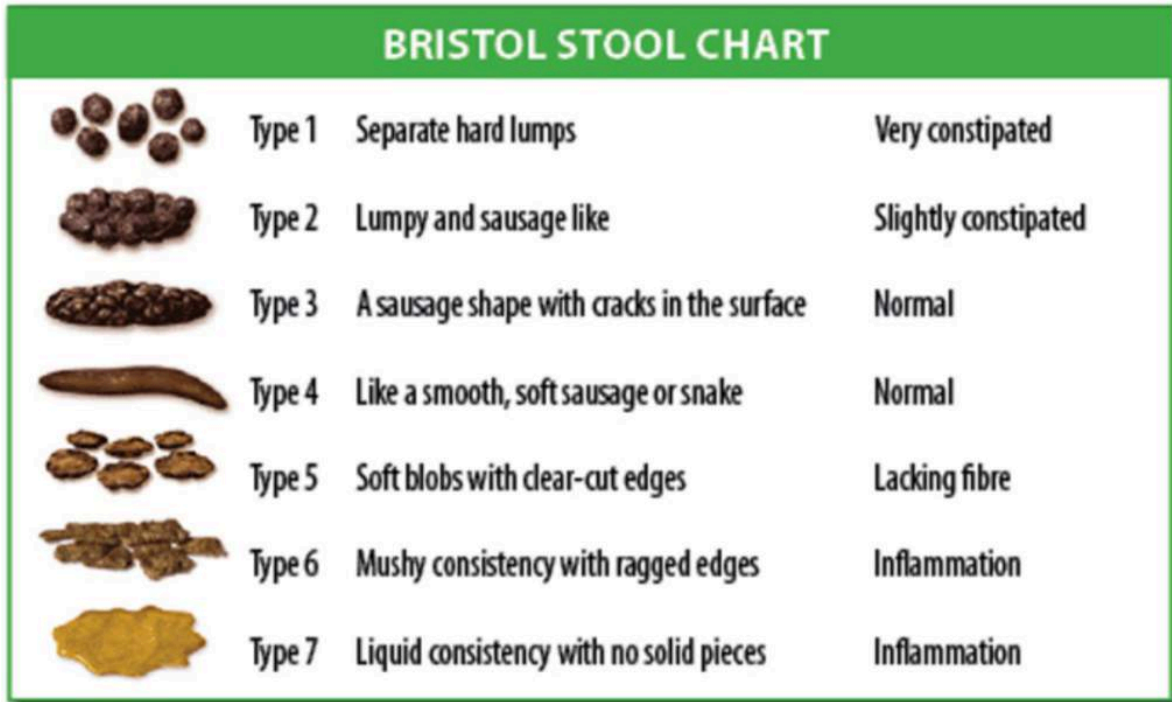 BRISTOL STOOL CHART
Type 1 Separate hard lumps Very constipated
Type 2 Lumpy and sausage like Slightly constipated
Type 3 A sausage shape with cracks in the surface Normal
Type 4 Like a smooth, soft sausage or snake Normal
Type 5 Soft blobs with clear-cut edges Lacking fibre
Type 6 Mushy consistency with ragged edges Inflammation
Type 7 Liquid consistency with no solid pieces Inflammation